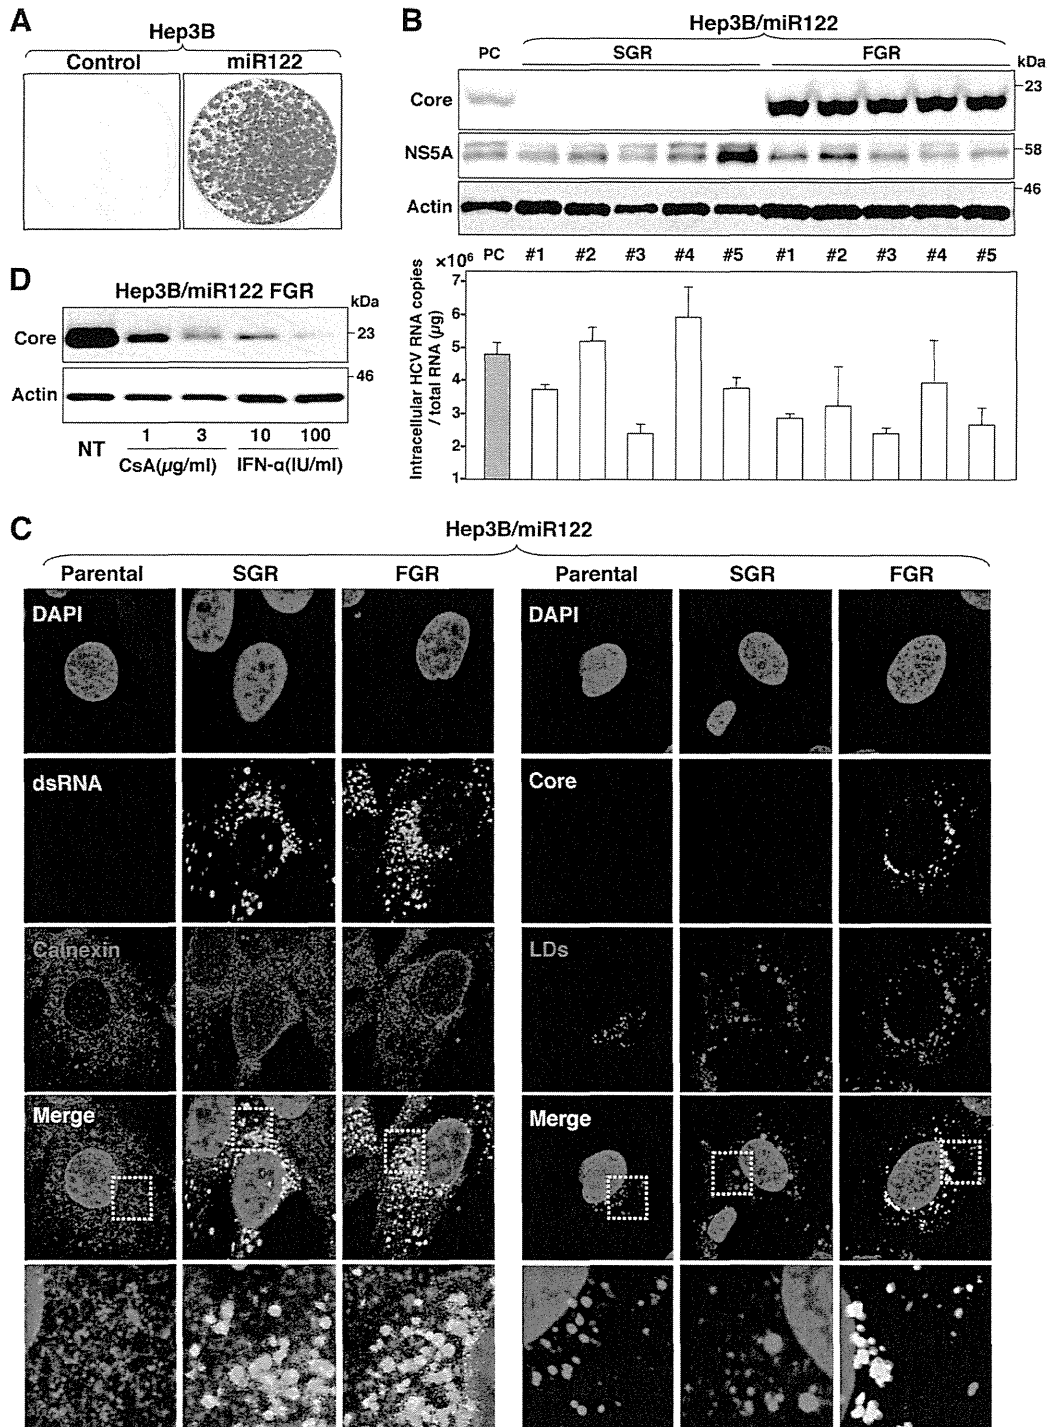 A
Hep3B
Control miR122
B
Hep3B/miR122
PC SGR FGR kDa
Core 23
NS5A 58
Actin 46
PC #1 #2 #3 #4 #5 #1 #2 #3 #4 #5
×10⁶
7
6
5
4
3
2
1
Intracellular HCV RNA copies
/ total RNA (µg)
D
Hep3B/miR122 FGR
kDa
Core 23
Actin 46
NT 1 3 10 100
CsA(µg/ml) IFN-α(IU/ml)
C
Hep3B/miR122
Parental SGR FGR Parental SGR FGR
DAPI DAPI
dsRNA Core
Calnexin LDs
Merge Merge